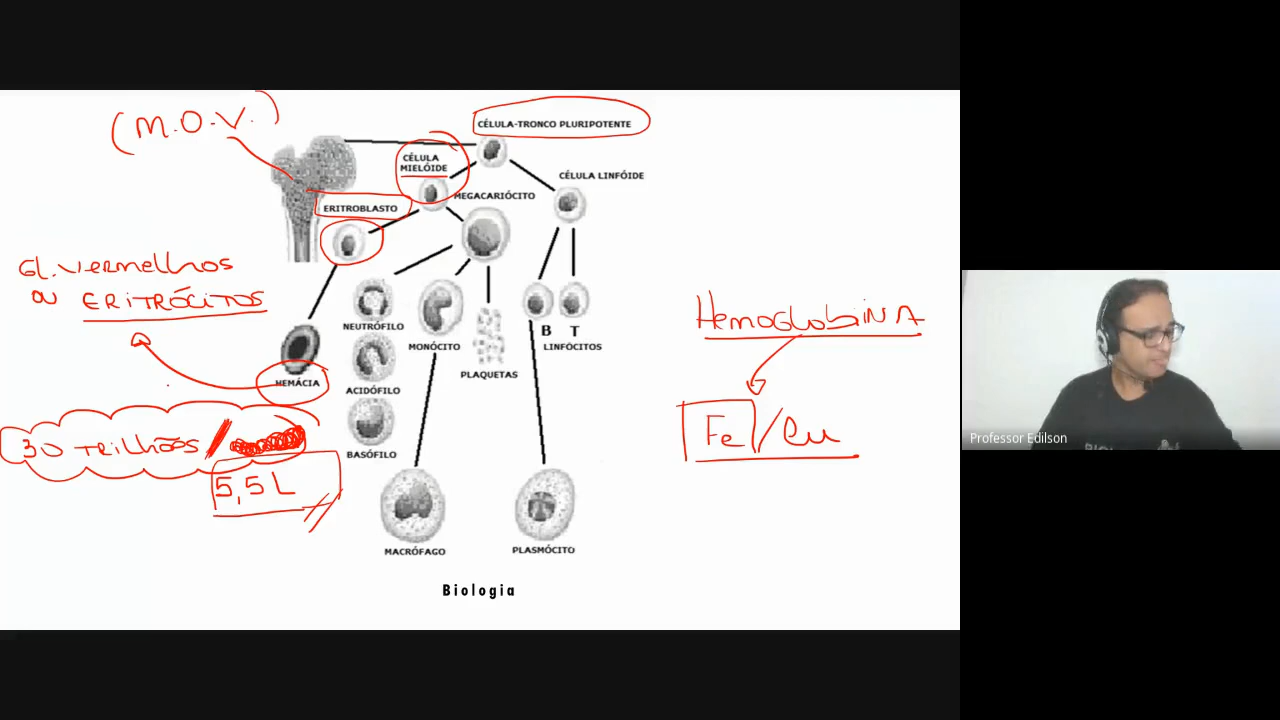 (M.O.V.)
CÉLULA-TRONCO PLURIPOTENTE
CÉLULA
MIELÓIDE
CÉLULA LINFÓIDE
MEGACARIÓCITO
ERITROBLASTO
Gl. Vermelhos
ou ERITRÓCITOS
HEMOGLOBINA
NEUTRÓFILO
MONÓCITO
B T
LINFÓCITOS
PLAQUETAS
HEMÁCIA
ACIDÓFILO
Fe/Cu
30 TRILHÕES /
BASÓFILO
5,5 L
MACRÓFAGO
PLASMÓCITO
Biologia
Professor Edilson